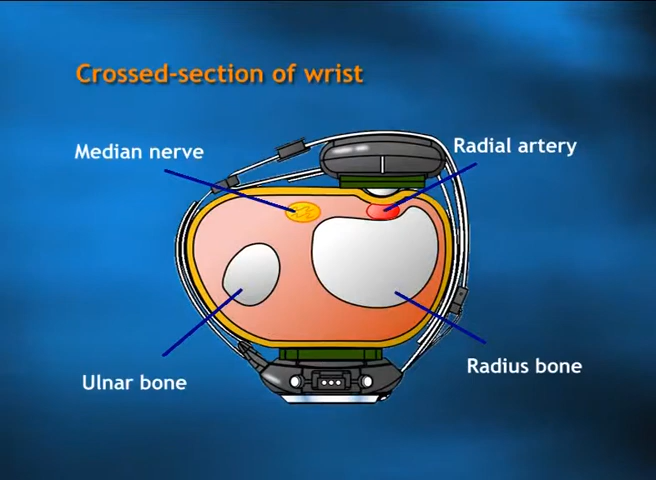 Crossed-section of wrist
Median nerve
Radial artery
Ulnar bone
Radius bone